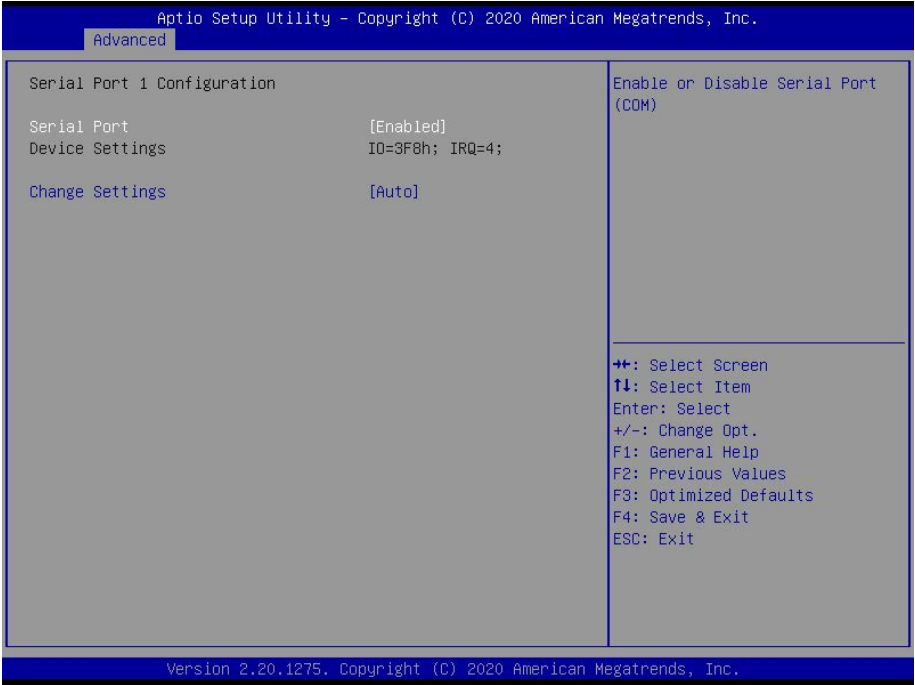 Aptio Setup Utility – Copyright (C) 2020 American Megatrends, Inc.
Advanced
Serial Port 1 Configuration
Serial Port [Enabled]
Device Settings IO=3F8h; IRQ=4;
Change Settings [Auto]
Enable or Disable Serial Port
(COM)
→←: Select Screen
↑↓: Select Item
Enter: Select
+/-: Change Opt.
F1: General Help
F2: Previous Values
F3: Optimized Defaults
F4: Save & Exit
ESC: Exit
Version 2.20.1275. Copyright (C) 2020 American Megatrends, Inc.